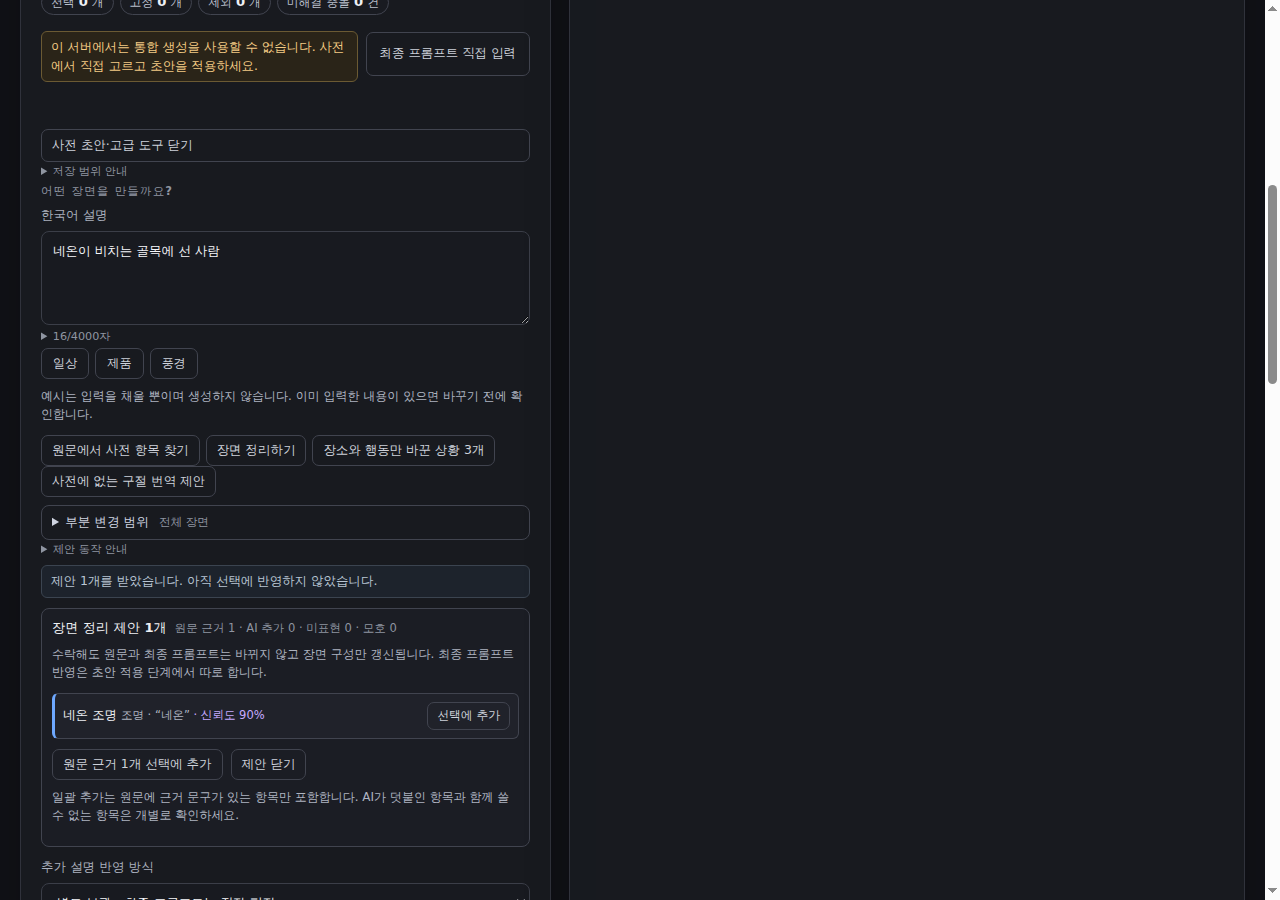 선택 0 개 고정 0 개 제외 0 개 미해결 충돌 0 건
이 서버에서는 통합 생성을 사용할 수 없습니다. 사전
에서 직접 고르고 초안을 적용하세요.
최종 프롬프트 직접 입력
사전 초안·고급 도구 닫기
저장 범위 안내
어떤 장면을 만들까요?
한국어 설명
네온이 비치는 골목에 선 사람
16/4000자
일상 제품 풍경
예시는 입력을 채울 뿐이며 생성하지 않습니다. 이미 입력한 내용이 있으면 바꾸기 전에 확
인합니다.
원문에서 사전 항목 찾기 장면 정리하기 장소와 행동만 바꾼 상황 3개
사전에 없는 구절 번역 제안
부분 변경 범위 전체 장면
제안 동작 안내
제안 1개를 받았습니다. 아직 선택에 반영하지 않았습니다.
장면 정리 제안 1개 원문 근거 1 · AI 추가 0 · 미표현 0 · 모호 0
수락해도 원문과 최종 프롬프트는 바뀌지 않고 장면 구성만 갱신됩니다. 최종 프롬프트
반영은 초안 적용 단계에서 따로 합니다.
네온 조명 조명 · “네온” · 신뢰도 90% 선택에 추가
원문 근거 1개 선택에 추가 제안 닫기
일괄 추가는 원문에 근거 문구가 있는 항목만 포함합니다. AI가 덧붙인 항목과 함께 쓸
수 없는 항목은 개별로 확인하세요.
추가 설명 반영 방식